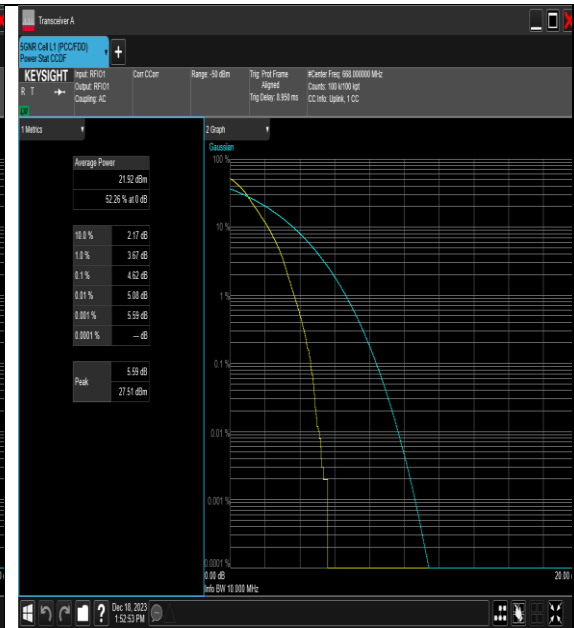 Transceiver A
5GNR Cell L1 (PCC/FDD)
Power Stat CCDF
+
KEYSIGHT
R T
LXI
Input: RFIO1
Output: RFIO1
Coupling: AC
Corr CCorr
Range: -50 dBm
Trig: Prot Frame
Aligned
Trig Delay: 8.950 ms
#Center Freq: 668.000000 MHz
Counts: 100 k/100 kpt
CC Info: Uplink, 1 CC
1 Metrics
Average Power
21.92 dBm
52.26 % at 0 dB
10.0 % 2.17 dB
1.0 % 3.67 dB
0.1 % 4.62 dB
0.01 % 5.08 dB
0.001 % 5.59 dB
0.0001 % --- dB
Peak
5.59 dB
27.51 dBm
2 Graph
Gaussian
100 %
10 %
1 %
0.1 %
0.01 %
0.001 %
0.0001 %
0.00 dB
20.00
Info BW 10.000 MHz
?
Dec 18, 2023
1:52:53 PM